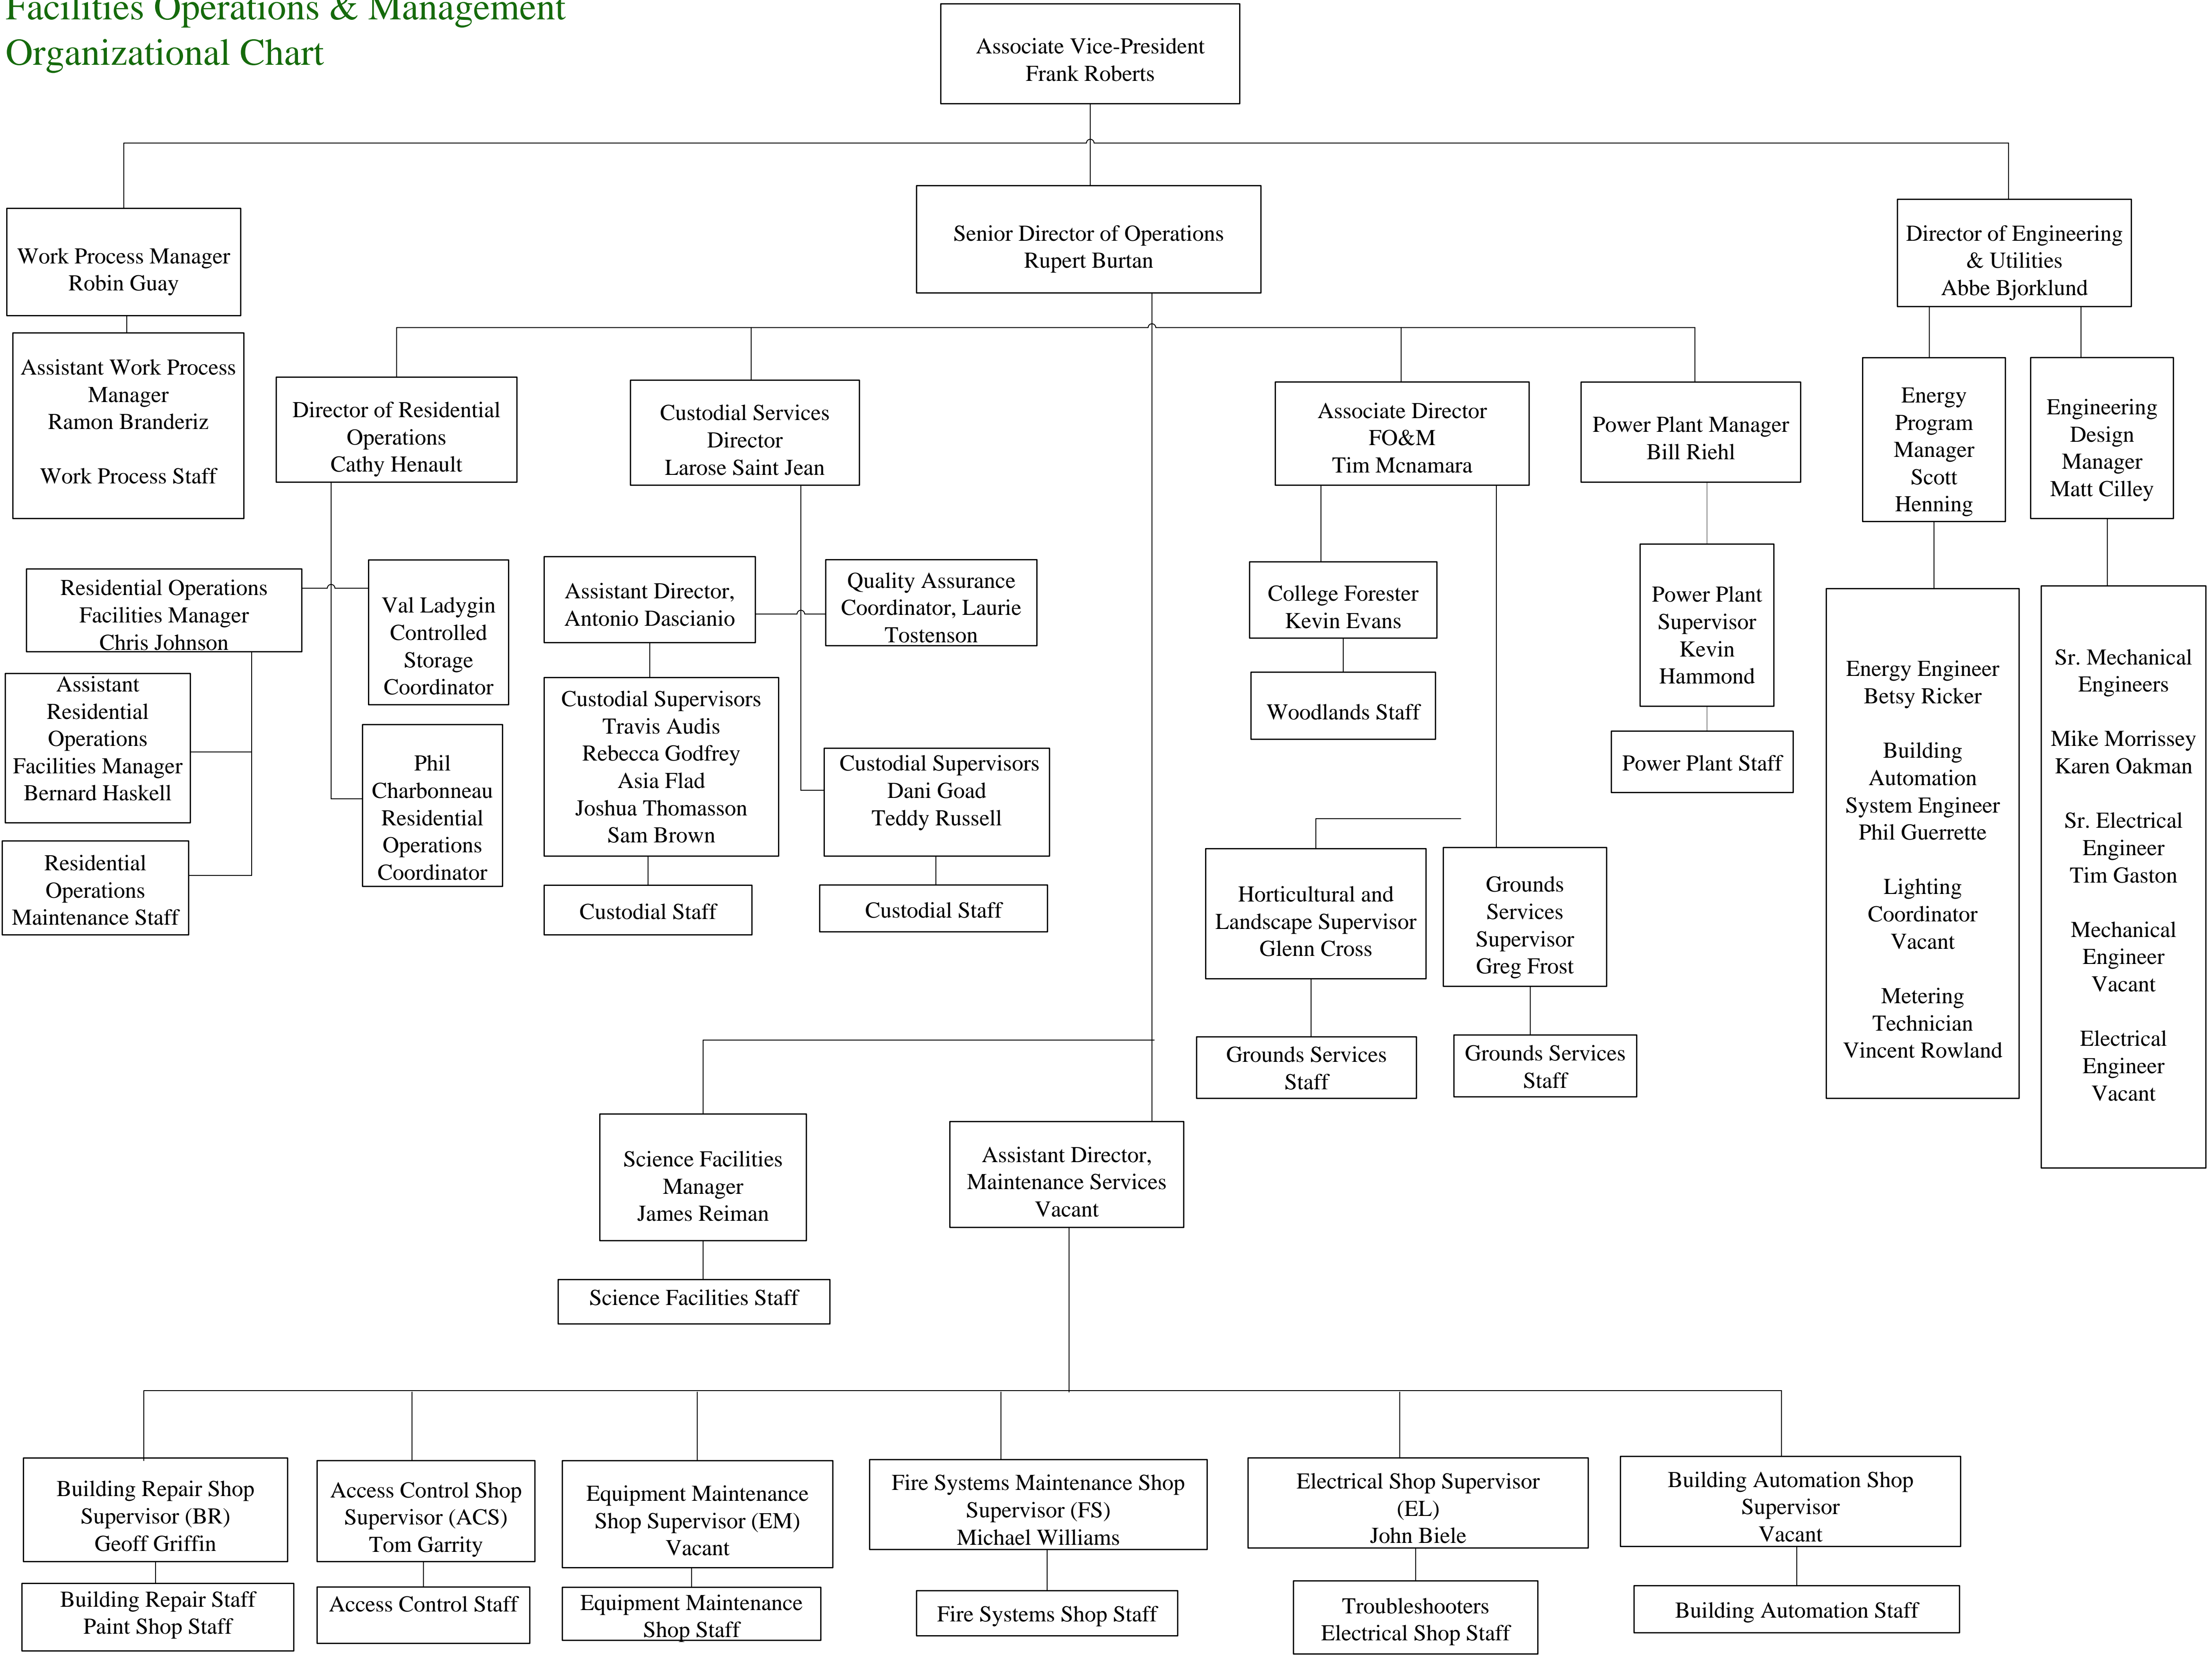 Facilities Operations & Management
Organizational Chart
Associate Vice-President
Frank Roberts
Senior Director of Operations
Rupert Burtan
Work Process Manager
Robin Guay
Director of Engineering
& Utilities
Abbe Bjorklund
Assistant Work Process
Manager
Ramon Branderiz
Work Process Staff
Director of Residential
Operations
Cathy Henault
Custodial Services
Director
Larose Saint Jean
Associate Director
FO&M
Tim Mcnamara
Power Plant Manager
Bill Riehl
Energy
Program
Manager
Scott
Henning
Engineering
Design
Manager
Matt Cilley
Residential Operations
Facilities Manager
Chris Johnson
Val Ladygin
Controlled
Storage
Coordinator
Assistant
Residential
Operations
Facilities Manager
Bernard Haskell
Phil
Charbonneau
Residential
Operations
Coordinator
Residential
Operations
Maintenance Staff
Assistant Director,
Antonio Dascianio
Quality Assurance
Coordinator, Laurie
Tostenson
Custodial Supervisors
Travis Audis
Rebecca Godfrey
Asia Flad
Joshua Thomasson
Sam Brown
Custodial Supervisors
Dani Goad
Teddy Russell
Custodial Staff
Custodial Staff
College Forester
Kevin Evans
Woodlands Staff
Power Plant
Supervisor
Kevin
Hammond
Power Plant Staff
Horticultural and
Landscape Supervisor
Glenn Cross
Grounds
Services
Supervisor
Greg Frost
Grounds Services
Staff
Grounds Services
Staff
Energy Engineer
Betsy Ricker
Building
Automation
System Engineer
Phil Guerrette
Lighting
Coordinator
Vacant
Metering
Technician
Vincent Rowland
Sr. Mechanical
Engineers
Mike Morrissey
Karen Oakman
Sr. Electrical
Engineer
Tim Gaston
Mechanical
Engineer
Vacant
Electrical
Engineer
Vacant
Science Facilities
Manager
James Reiman
Science Facilities Staff
Assistant Director,
Maintenance Services
Vacant
Building Repair Shop
Supervisor (BR)
Geoff Griffin
Access Control Shop
Supervisor (ACS)
Tom Garrity
Equipment Maintenance
Shop Supervisor (EM)
Vacant
Fire Systems Maintenance Shop
Supervisor (FS)
Michael Williams
Electrical Shop Supervisor
(EL)
John Biele
Building Automation Shop
Supervisor
Vacant
Building Repair Staff
Paint Shop Staff
Access Control Staff
Equipment Maintenance
Shop Staff
Fire Systems Shop Staff
Troubleshooters
Electrical Shop Staff
Building Automation Staff